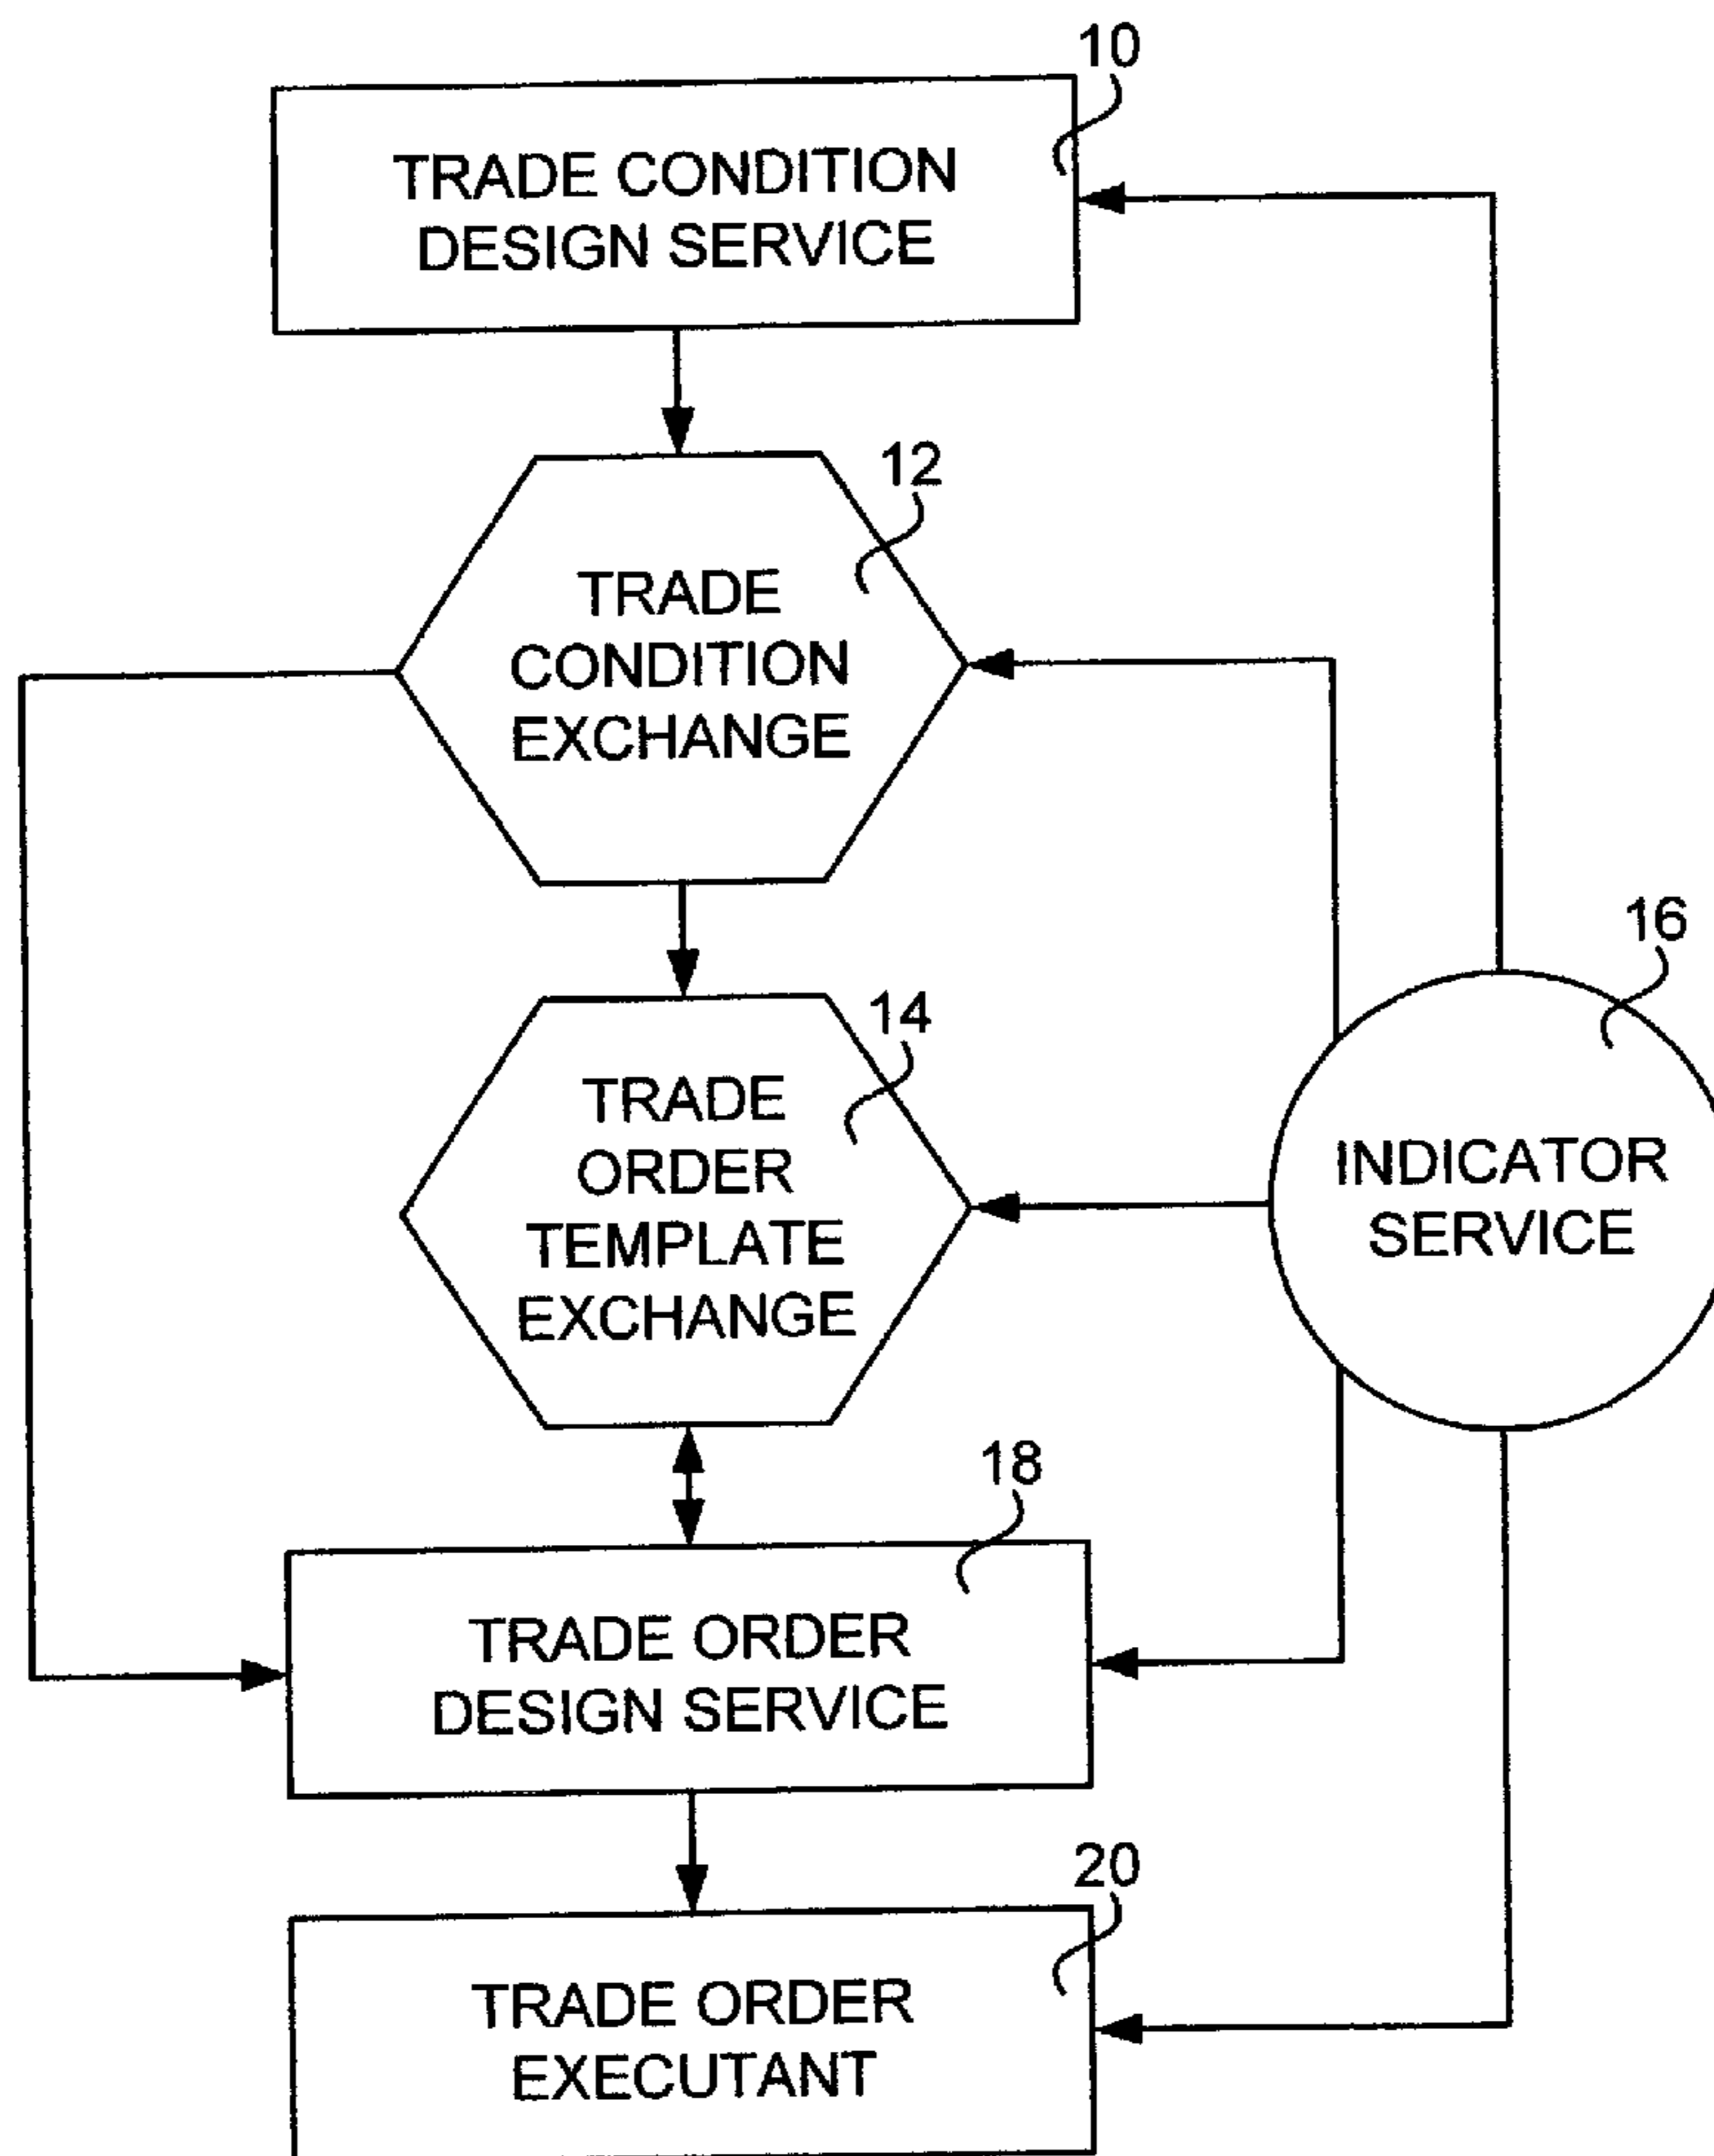 10
TRADE CONDITION
DESIGN SERVICE
12
TRADE
CONDITION
EXCHANGE
14
TRADE
ORDER
TEMPLATE
EXCHANGE
16
INDICATOR
SERVICE
18
TRADE ORDER
DESIGN SERVICE
20
TRADE ORDER
EXECUTANT